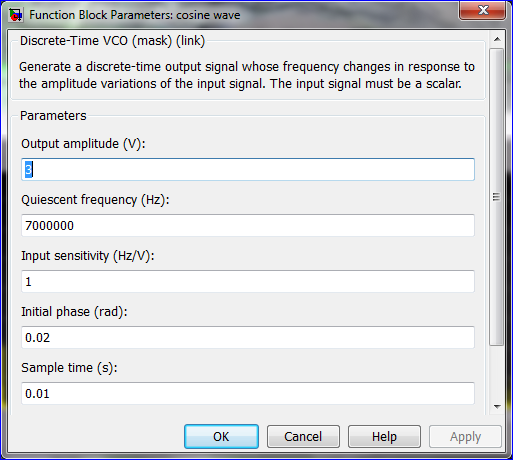 Function Block Parameters: cosine wave
Discrete-Time VCO (mask) (link)
Generate a discrete-time output signal whose frequency changes in response to
the amplitude variations of the input signal. The input signal must be a scalar.
Parameters
Output amplitude (V):
3
Quiescent frequency (Hz):
7000000
Input sensitivity (Hz/V):
1
Initial phase (rad):
0.02
Sample time (s):
0.01
OK Cancel Help Apply